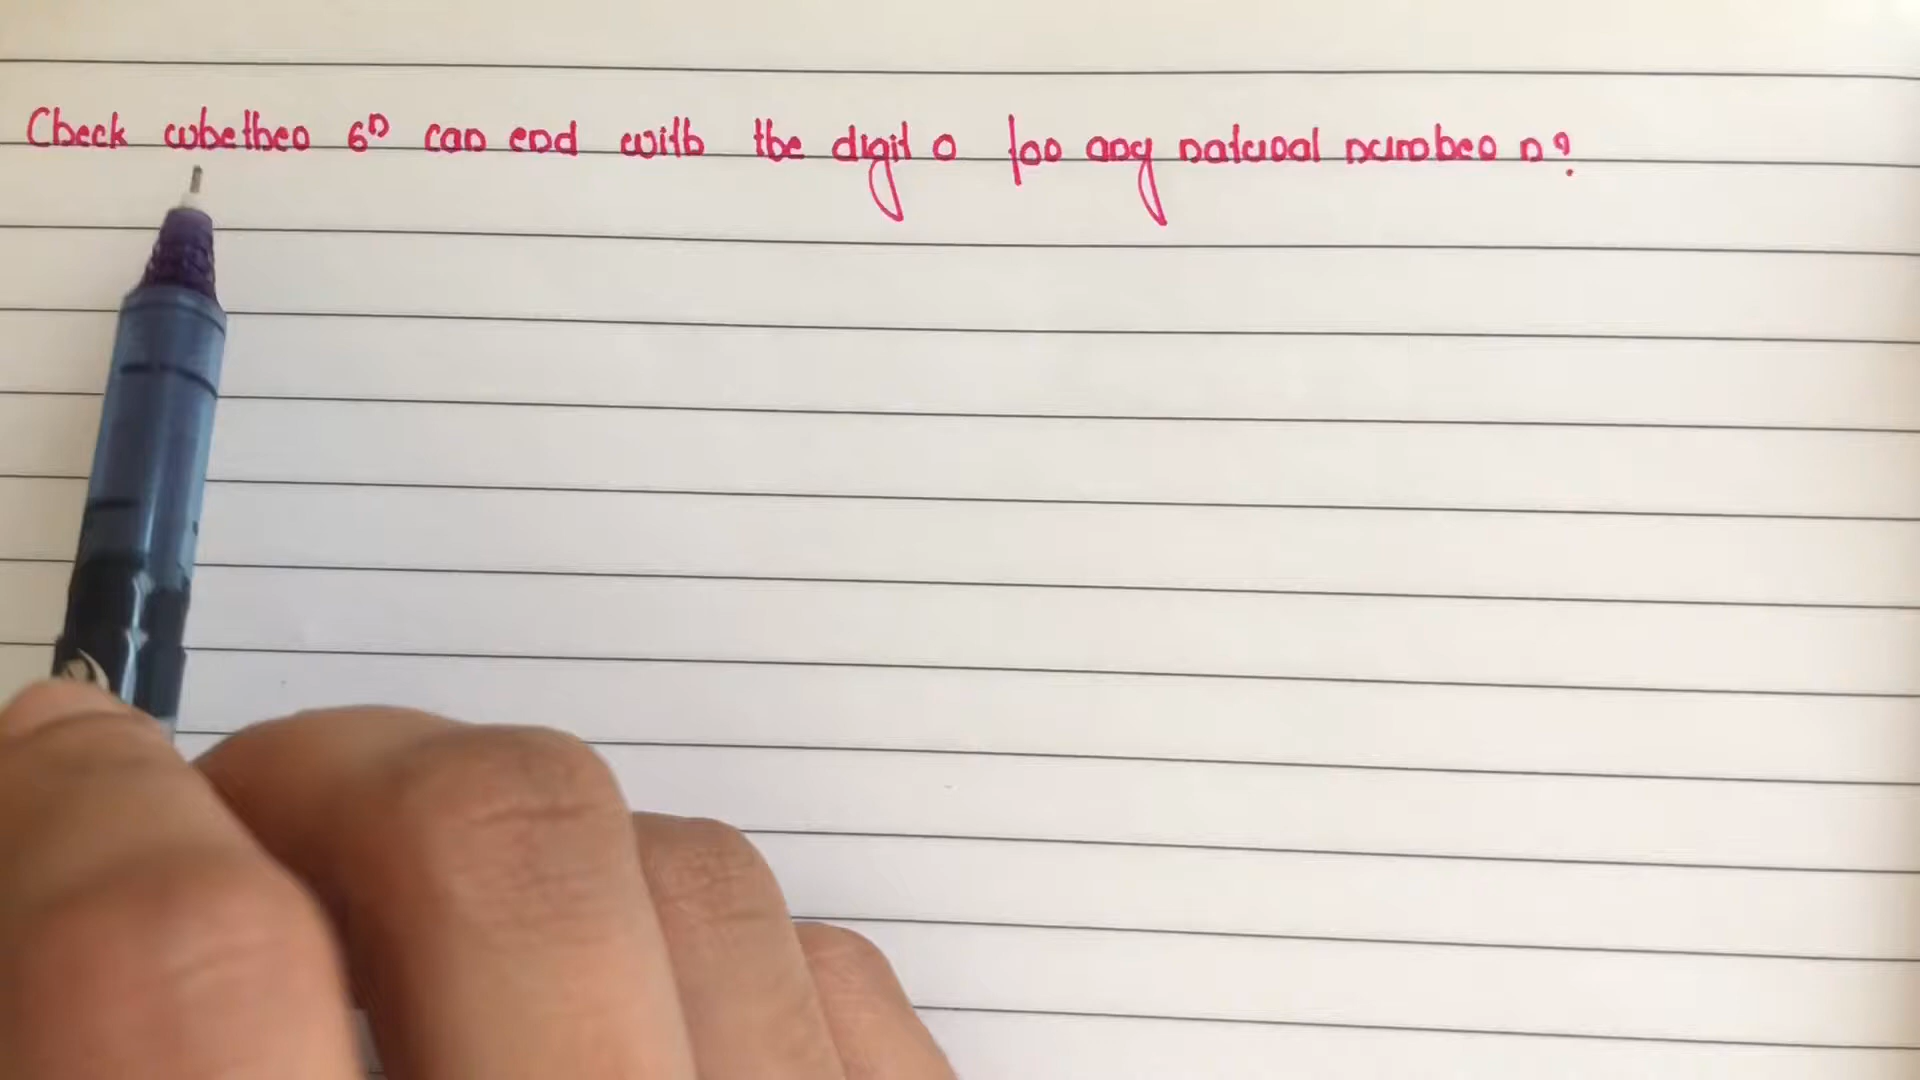 Check whether 6ⁿ can end with the digit 0 for any natural number n?